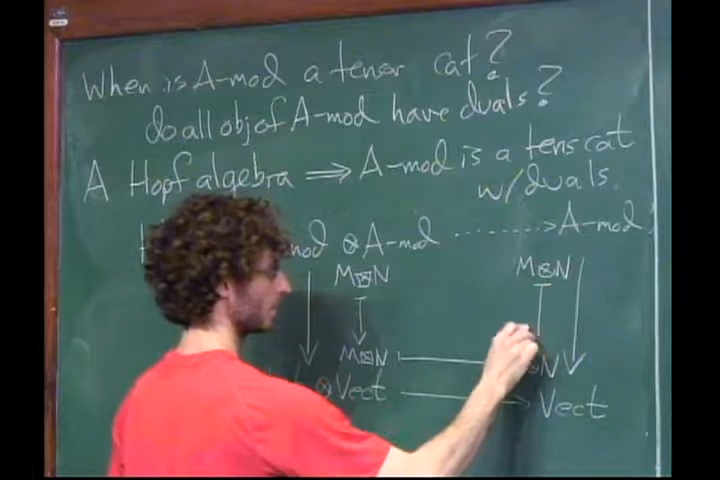 When is A-mod a tensor cat?
do all obj of A-mod have duals?
A Hopf algebra ⟹ A-mod is a tens cat
w/duals.
mod ⊗ A-mod ········> A-mod
M⊠N M⊗N
M⊠N ⊗N
⊗Vect ⟶ Vect